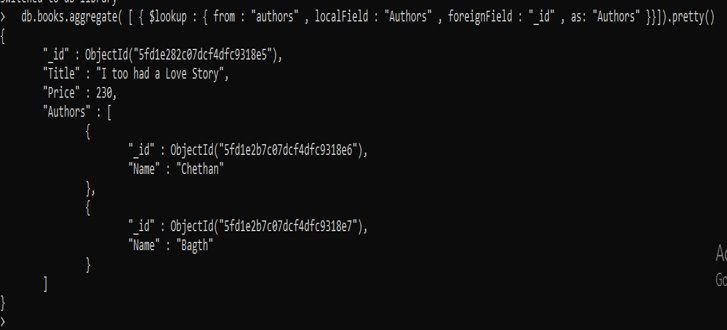 switched to db library
> db.books.aggregate( [ { $lookup : { from : "authors" , localField : "Authors" , foreignField : "_id" , as: "Authors" }}]).pretty()
{
"_id" : ObjectId("5fd1e282c07dcf4dfc9318e5"),
"Title" : "I too had a Love Story",
"Price" : 230,
"Authors" : [
{
"_id" : ObjectId("5fd1e2b7c07dcf4dfc9318e6"),
"Name" : "Chethan"
},
{
"_id" : ObjectId("5fd1e2b7c07dcf4dfc9318e7"),
"Name" : "Bagth"
}
]
}
>
Ac
Go